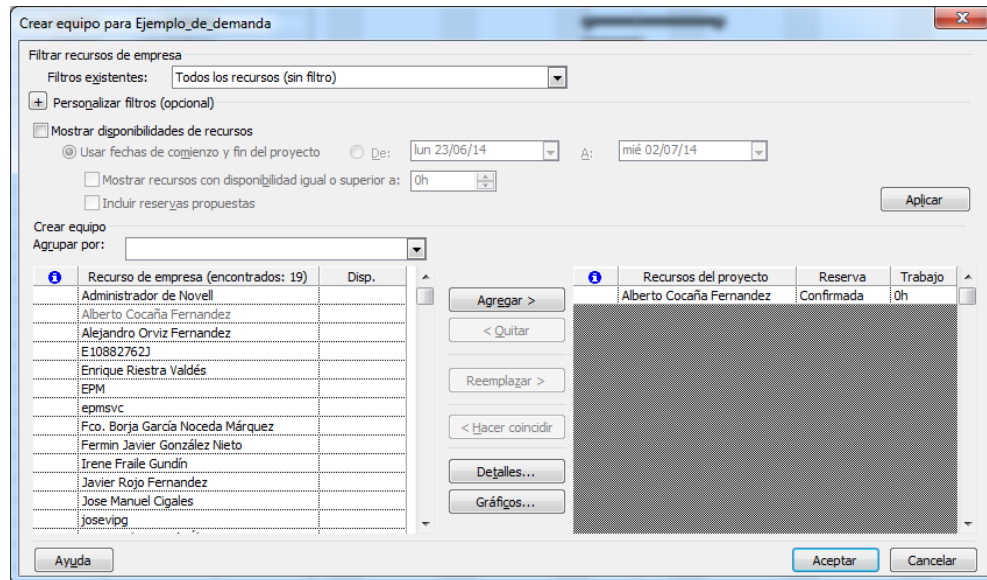 Crear equipo para Ejemplo_de_demanda
Filtrar recursos de empresa
Filtros existentes: Todos los recursos (sin filtro)
+ Personalizar filtros (opcional)
Mostrar disponibilidades de recursos
Usar fechas de comienzo y fin del proyecto De: lun 23/06/14 A: mié 02/07/14
Mostrar recursos con disponibilidad igual o superior a: 0h
Incluir reservas propuestas
Aplicar
Crear equipo
Agrupar por:
Recurso de empresa (encontrados: 19) Disp.
Administrador de Novell
Alberto Cocaña Fernandez
Alejandro Orviz Fernandez
E10882762J
Enrique Riestra Valdés
EPM
epmsvc
Fco. Borja García Noceda Márquez
Fermin Javier González Nieto
Irene Fraile Gundín
Javier Rojo Fernandez
Jose Manuel Cigales
josevipg
Agregar >
< Quitar
Reemplazar >
< Hacer coincidir
Detalles...
Gráficos...
Recursos del proyecto Reserva Trabajo
Alberto Cocaña Fernandez Confirmada 0h
Ayuda Aceptar Cancelar